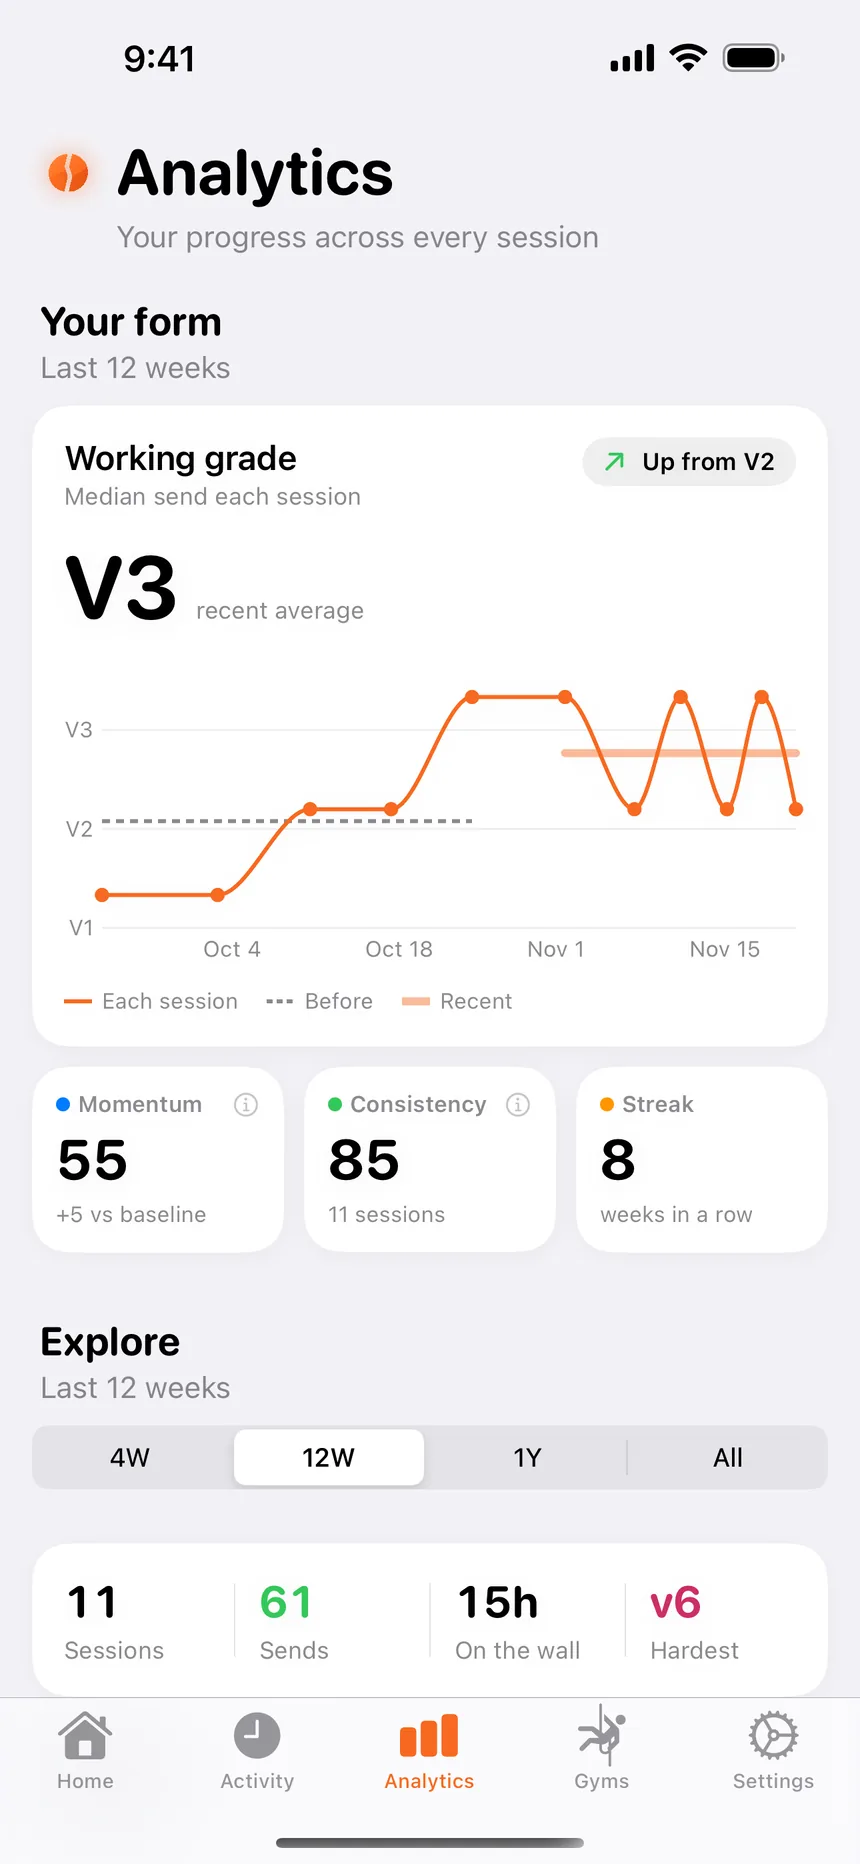 9:41
Analytics
Your progress across every session
Your form
Last 12 weeks
Working grade
Up from V2
Median send each session
V3 recent average
V3
V2
V1
Oct 4 Oct 18 Nov 1 Nov 15
Each session Before Recent
Momentum
55
+5 vs baseline
Consistency
85
11 sessions
Streak
8
weeks in a row
Explore
Last 12 weeks
4W 12W 1Y All
11 61 15h v6
Sessions Sends On the wall Hardest
Home Activity Analytics Gyms Settings